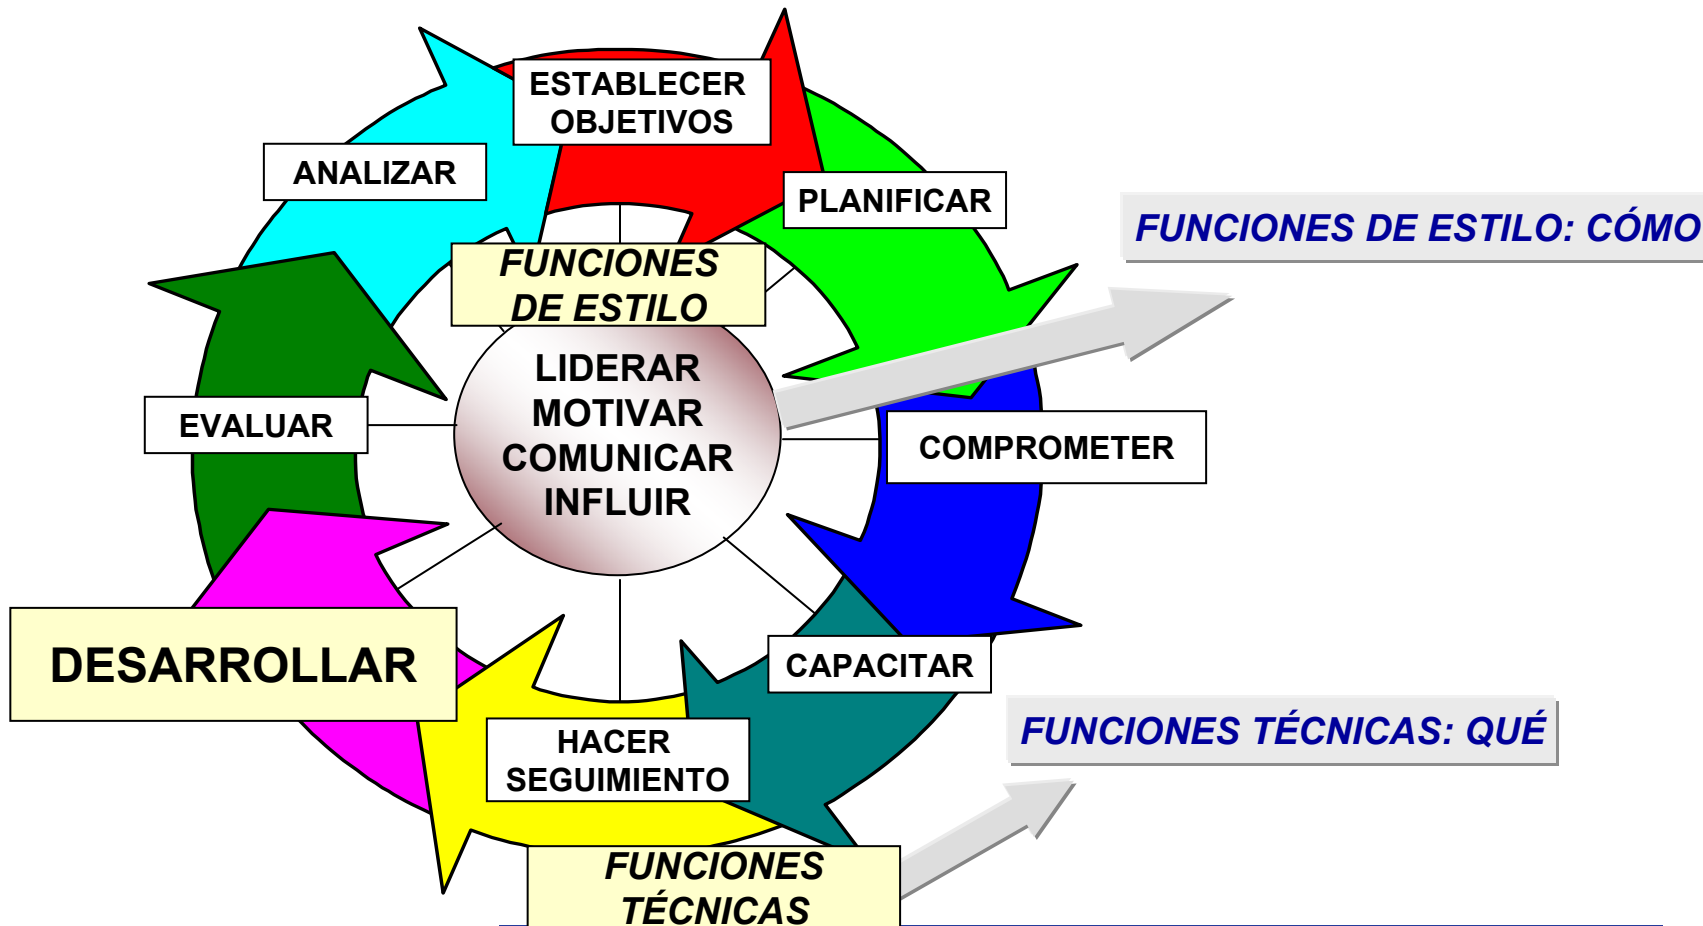 ESTABLECER
OBJETIVOS
ANALIZAR
PLANIFICAR
FUNCIONES DE ESTILO: CÓMO
FUNCIONES
DE ESTILO
LIDERAR
MOTIVAR
COMUNICAR
INFLUIR
EVALUAR
COMPROMETER
DESARROLLAR
CAPACITAR
HACER
SEGUIMIENTO
FUNCIONES TÉCNICAS: QUÉ
FUNCIONES
TÉCNICAS